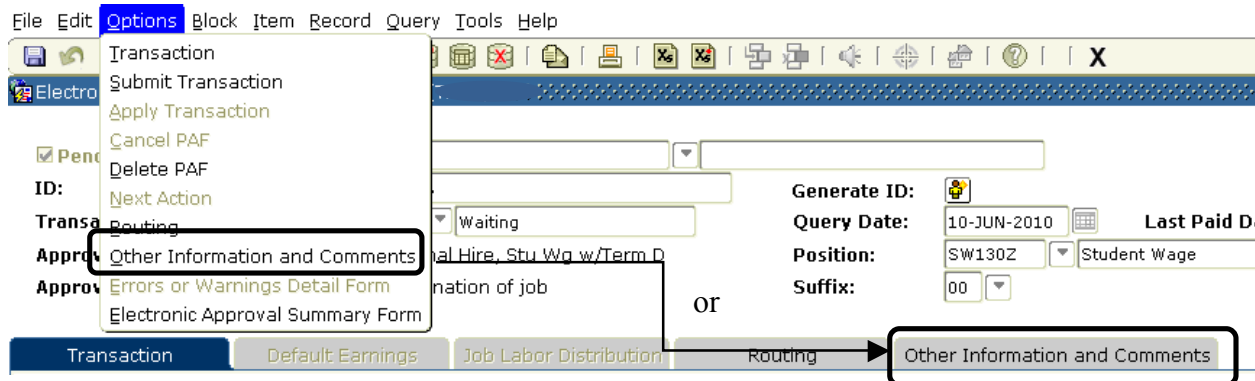 File Edit Options Block Item Record Query Tools Help
X
Electro
Transaction
Submit Transaction
Apply Transaction
Cancel PAF
Delete PAF
Next Action
Routing
Other Information and Comments
Errors or Warnings Detail Form
Electronic Approval Summary Form
Pend
ID: Generate ID:
Transa Waiting Query Date: 10-JUN-2010 Last Paid Da
Approv nal Hire, Stu Wg w/Term D Position: SW130Z Student Wage
Approv nation of job Suffix: 00
or
Transaction Default Earnings Job Labor Distribution Routing Other Information and Comments